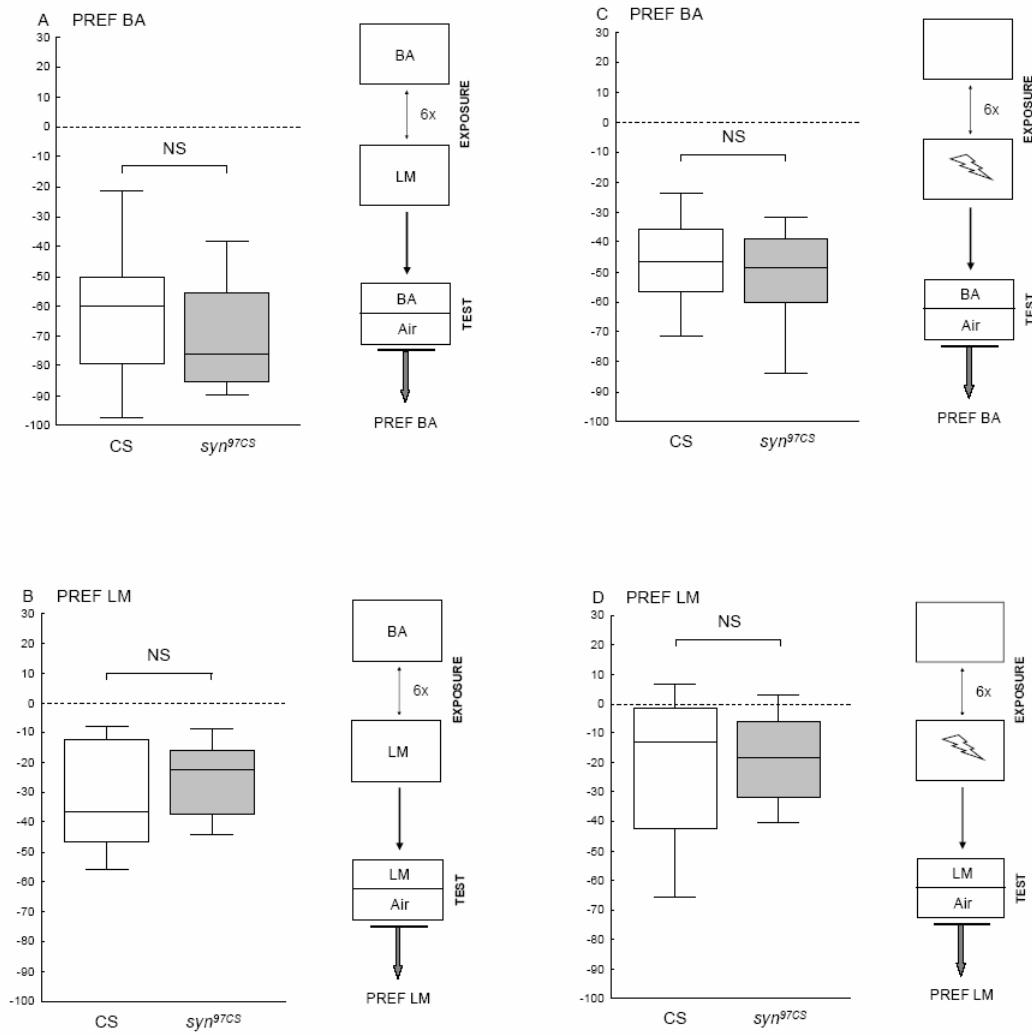 A PREF BA
30
20
10
0
-10
-20
-30
-40
-50
-60
-70
-80
-90
-100
NS
CS
syn97CS
BA
6x
LM
EXPOSURE
BA
Air
TEST
PREF BA
C PREF BA
30
20
10
0
-10
-20
-30
-40
-50
-60
-70
-80
-90
-100
NS
CS
syn97CS
6x
EXPOSURE
BA
Air
TEST
PREF BA
B PREF LM
30
20
10
0
-10
-20
-30
-40
-50
-60
-70
-80
-90
-100
NS
CS
syn97CS
BA
6x
LM
EXPOSURE
LM
Air
TEST
PREF LM
D PREF LM
30
20
10
0
-10
-20
-30
-40
-50
-60
-70
-80
-90
-100
NS
CS
syn97CS
6x
EXPOSURE
LM
Air
TEST
PREF LM